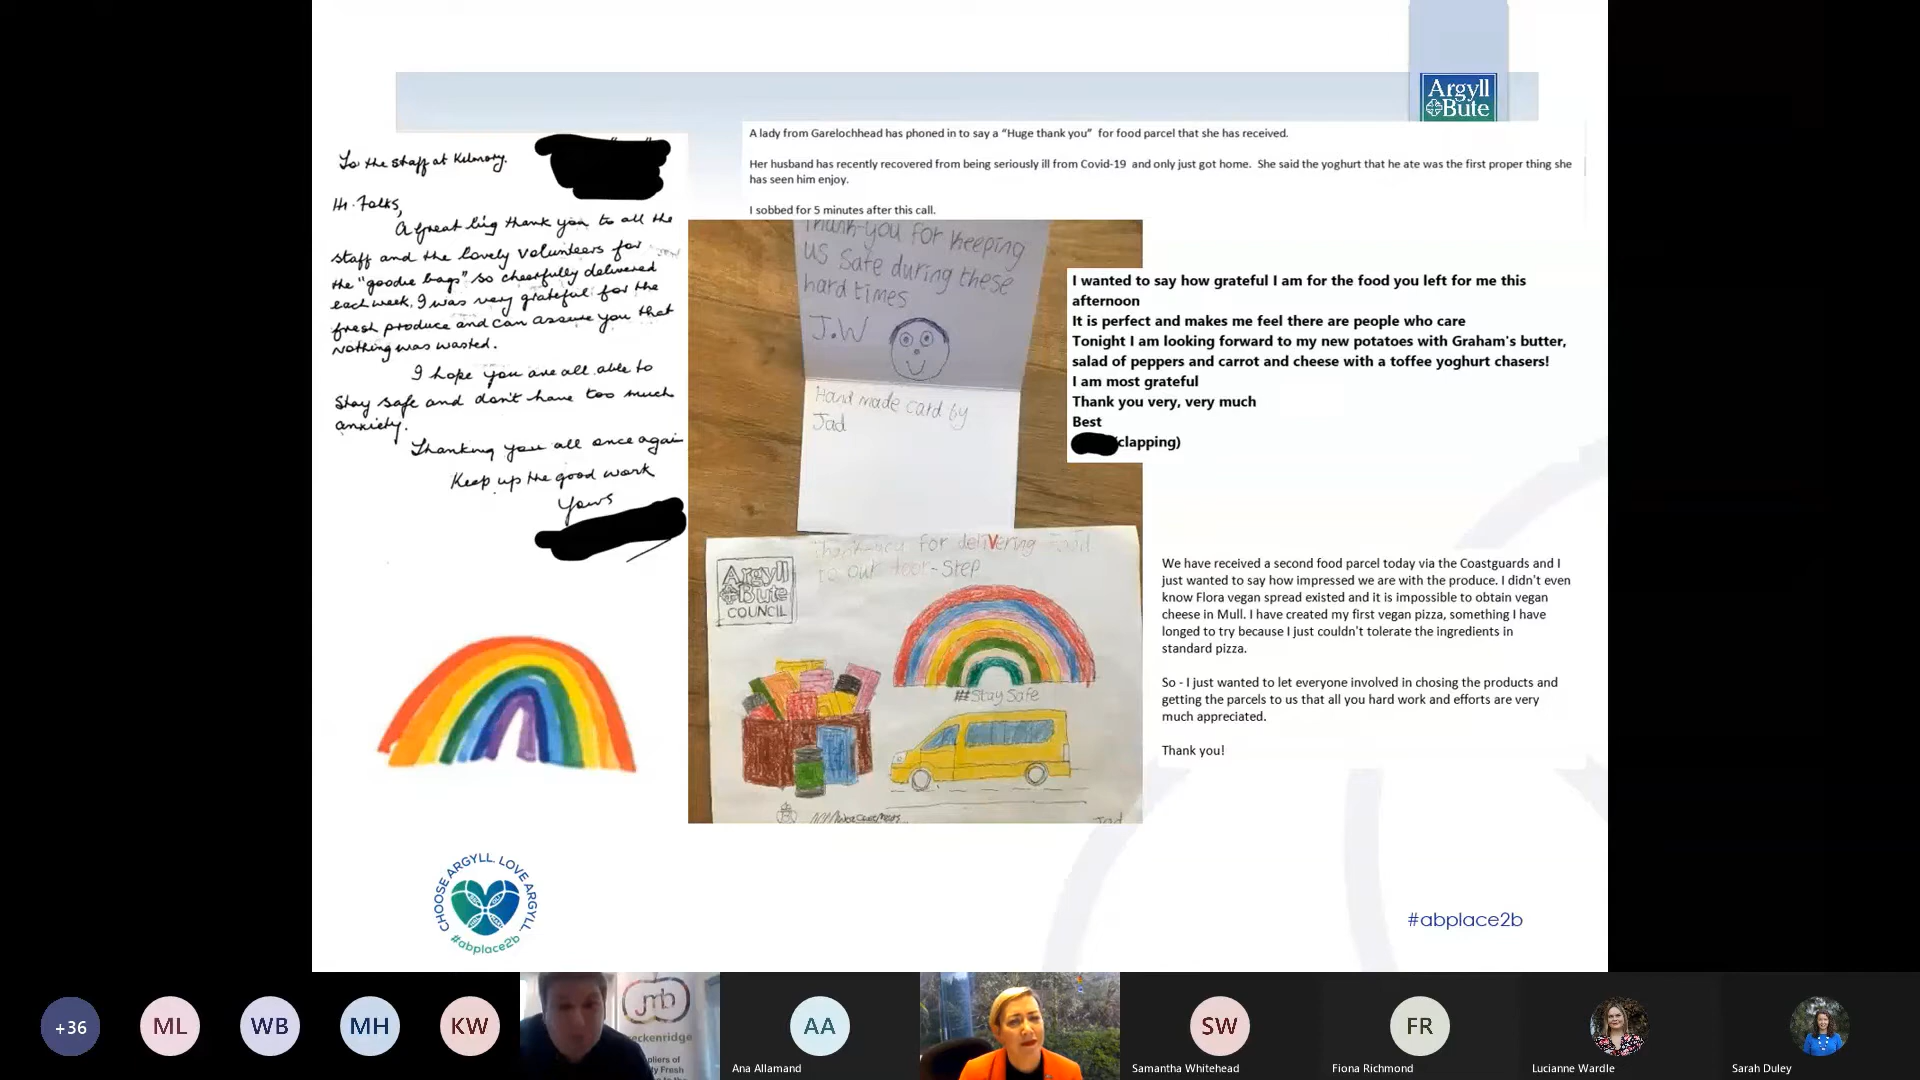 Argyll
Bute
To the staff at Kilmory.
Hi Folks,
A great big thank you to all the
staff and the lovely volunteers for
the "goodie bags" so cheerfully delivered
each week, I was very grateful for the
fresh produce and can assure you that
nothing was wasted.
I hope you are all able to
Stay safe and don't have too much
anxiety.
Thanking you all once again
Keep up the good work
Yours
A lady from Garelochhead has phoned in to say a “Huge thank you” for food parcel that she has received.
Her husband has recently recovered from being seriously ill from Covid-19 and only just got home. She said the yoghurt that he ate was the first proper thing she
has seen him enjoy.
I sobbed for 5 minutes after this call.
Thank-you for keeping
us safe during these
hard times
J.W
Hand made card by
Jad
I wanted to say how grateful I am for the food you left for me this
afternoon
It is perfect and makes me feel there are people who care
Tonight I am looking forward to my new potatoes with Graham's butter,
salad of peppers and carrot and cheese with a toffee yoghurt chasers!
I am most grateful
Thank you very, very much
Best
clapping)
Thank-you for delivering food
to our door-step
Argyll
Bute
COUNCIL
##StaySafe
Jad
We have received a second food parcel today via the Coastguards and I
just wanted to say how impressed we are with the produce. I didn't even
know Flora vegan spread existed and it is impossible to obtain vegan
cheese in Mull. I have created my first vegan pizza, something I have
longed to try because I just couldn't tolerate the ingredients in
standard pizza.
So - I just wanted to let everyone involved in chosing the products and
getting the parcels to us that all you hard work and efforts are very
much appreciated.
Thank you!
CHOOSE ARGYLL. LOVE ARGYLL.
#abplace2b
#abplace2b
+36
ML
WB
MH
KW
jmb
eckenridge
pliers of
ly Fresh
AA
Ana Allamand
SW
Samantha Whitehead
FR
Fiona Richmond
Lucianne Wardle
Sarah Duley